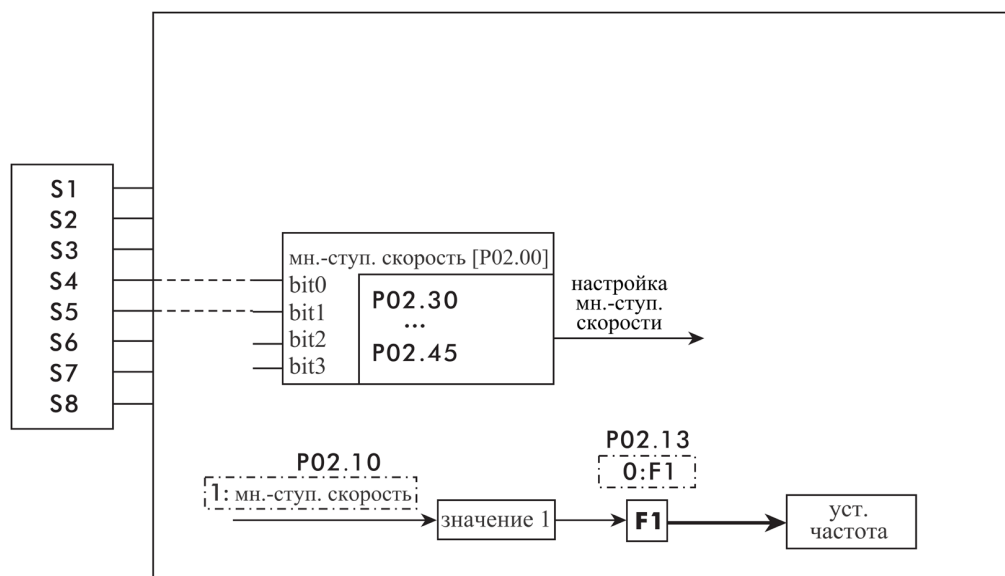 S1
S2
S3
S4
S5
S6
S7
S8
мн.-ступ. скорость [P02.00]
bit0
bit1
bit2
bit3
P02.30
...
P02.45
настройка
мн.-ступ.
скорости
P02.10
1: мн.-ступ. скорость
значение 1
P02.13
0:F1
F1
уст.
частота